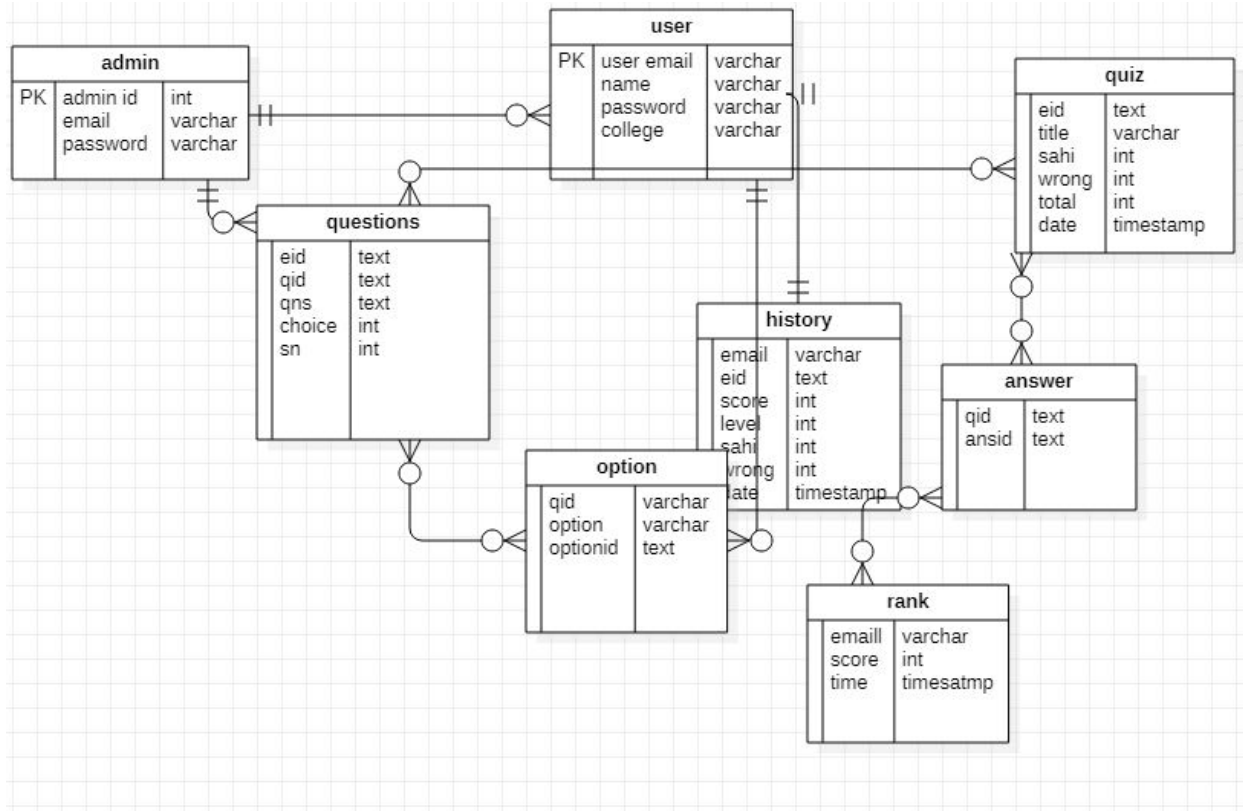 user
PK user email varchar
name varchar
password varchar
college varchar
admin
PK admin id int
email varchar
password varchar
quiz
eid text
title varchar
sahi int
wrong int
total int
date timestamp
questions
eid text
qid text
qns text
choice int
sn int
history
email varchar
eid text
score int
level int
sahi int
wrong int
date timestamp
answer
qid text
ansid text
option
qid varchar
option varchar
optionid text
rank
emaill varchar
score int
time timesatmp